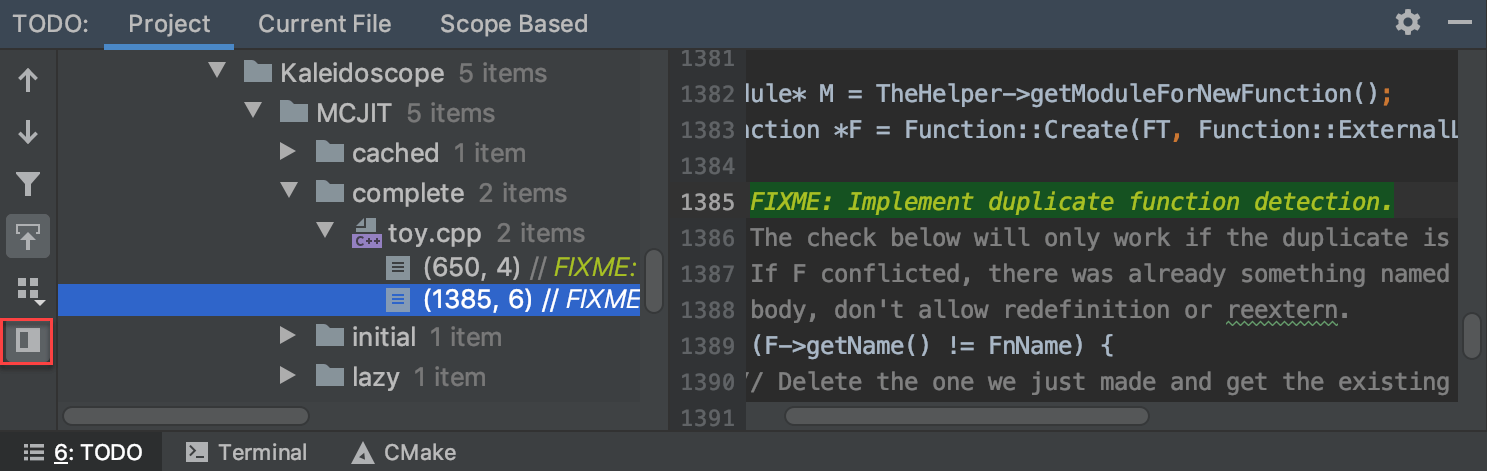 TODO: Project Current File Scope Based
Kaleidoscope 5 items
MCJIT 5 items
cached 1 item
complete 2 items
C++ toy.cpp 2 items
(650, 4) // FIXME:
(1385, 6) // FIXME
initial 1 item
lazy 1 item
1381
1382 dule* M = TheHelper->getModuleForNewFunction();
1383 nction *F = Function::Create(FT, Function::ExternalL
1384
1385 FIXME: Implement duplicate function detection.
1386 The check below will only work if the duplicate is
1387 If F conflicted, there was already something named
1388 body, don't allow redefinition or reextern.
1389 (F->getName() != FnName) {
1390 // Delete the one we just made and get the existing
1391
6: TODO Terminal CMake